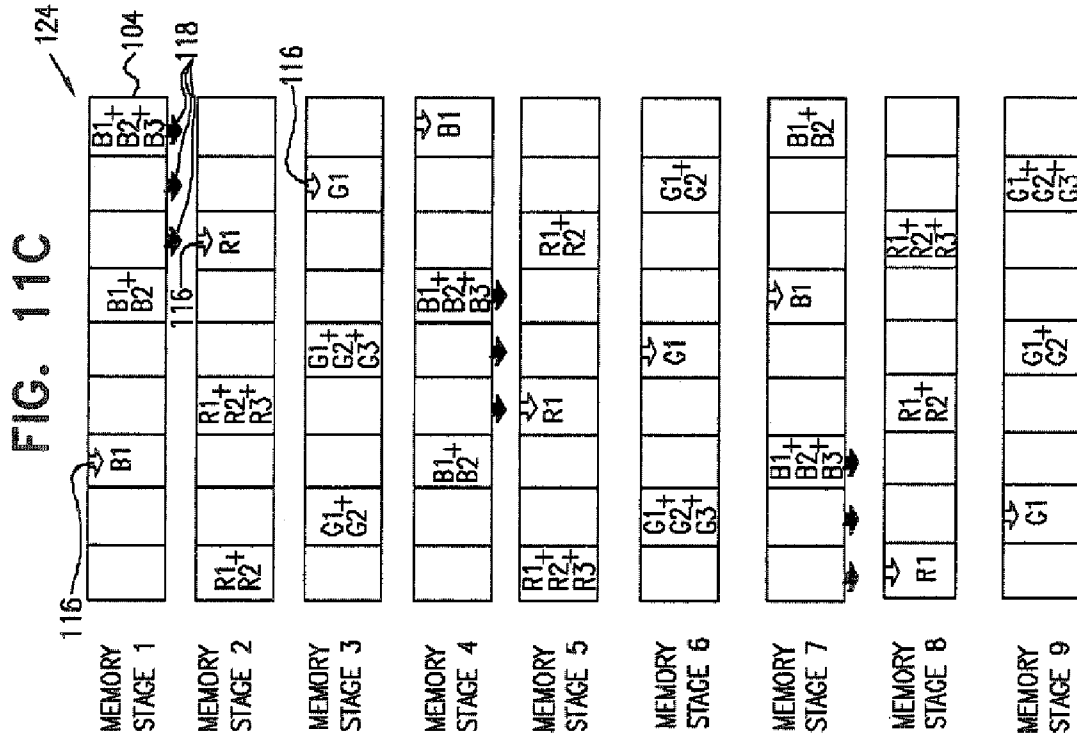 FIG. 11C
124
104
118
116
116
116
MEMORY
STAGE 1
B1
B1+
B2
B1+
B2+
B3
MEMORY
STAGE 2
R1+
R2
R1+
R2+
R3
R1
MEMORY
STAGE 3
G1+
G2
G1+
G2+
G3
G1
MEMORY
STAGE 4
B1+
B2
B1+
B2+
B3
B1
MEMORY
STAGE 5
R1+
R2+
R3
R1
R1+
R2
MEMORY
STAGE 6
G1+
G2+
G3
G1
G1+
G2
MEMORY
STAGE 7
B1+
B2+
B3
B1
B1+
B2
MEMORY
STAGE 8
R1
R1+
R2
R1+
R2+
R3
MEMORY
STAGE 9
G1
G1+
G2
G1+
G2+
G3